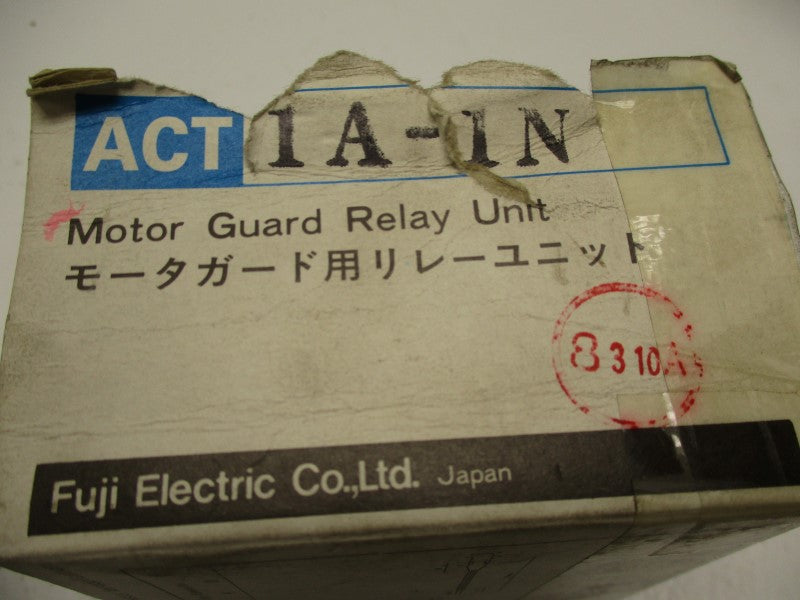 ACT 1A-1N
Motor Guard Relay Unit
モータガード用リレーユニット
8310A
Fuji Electric Co.,Ltd. Japan